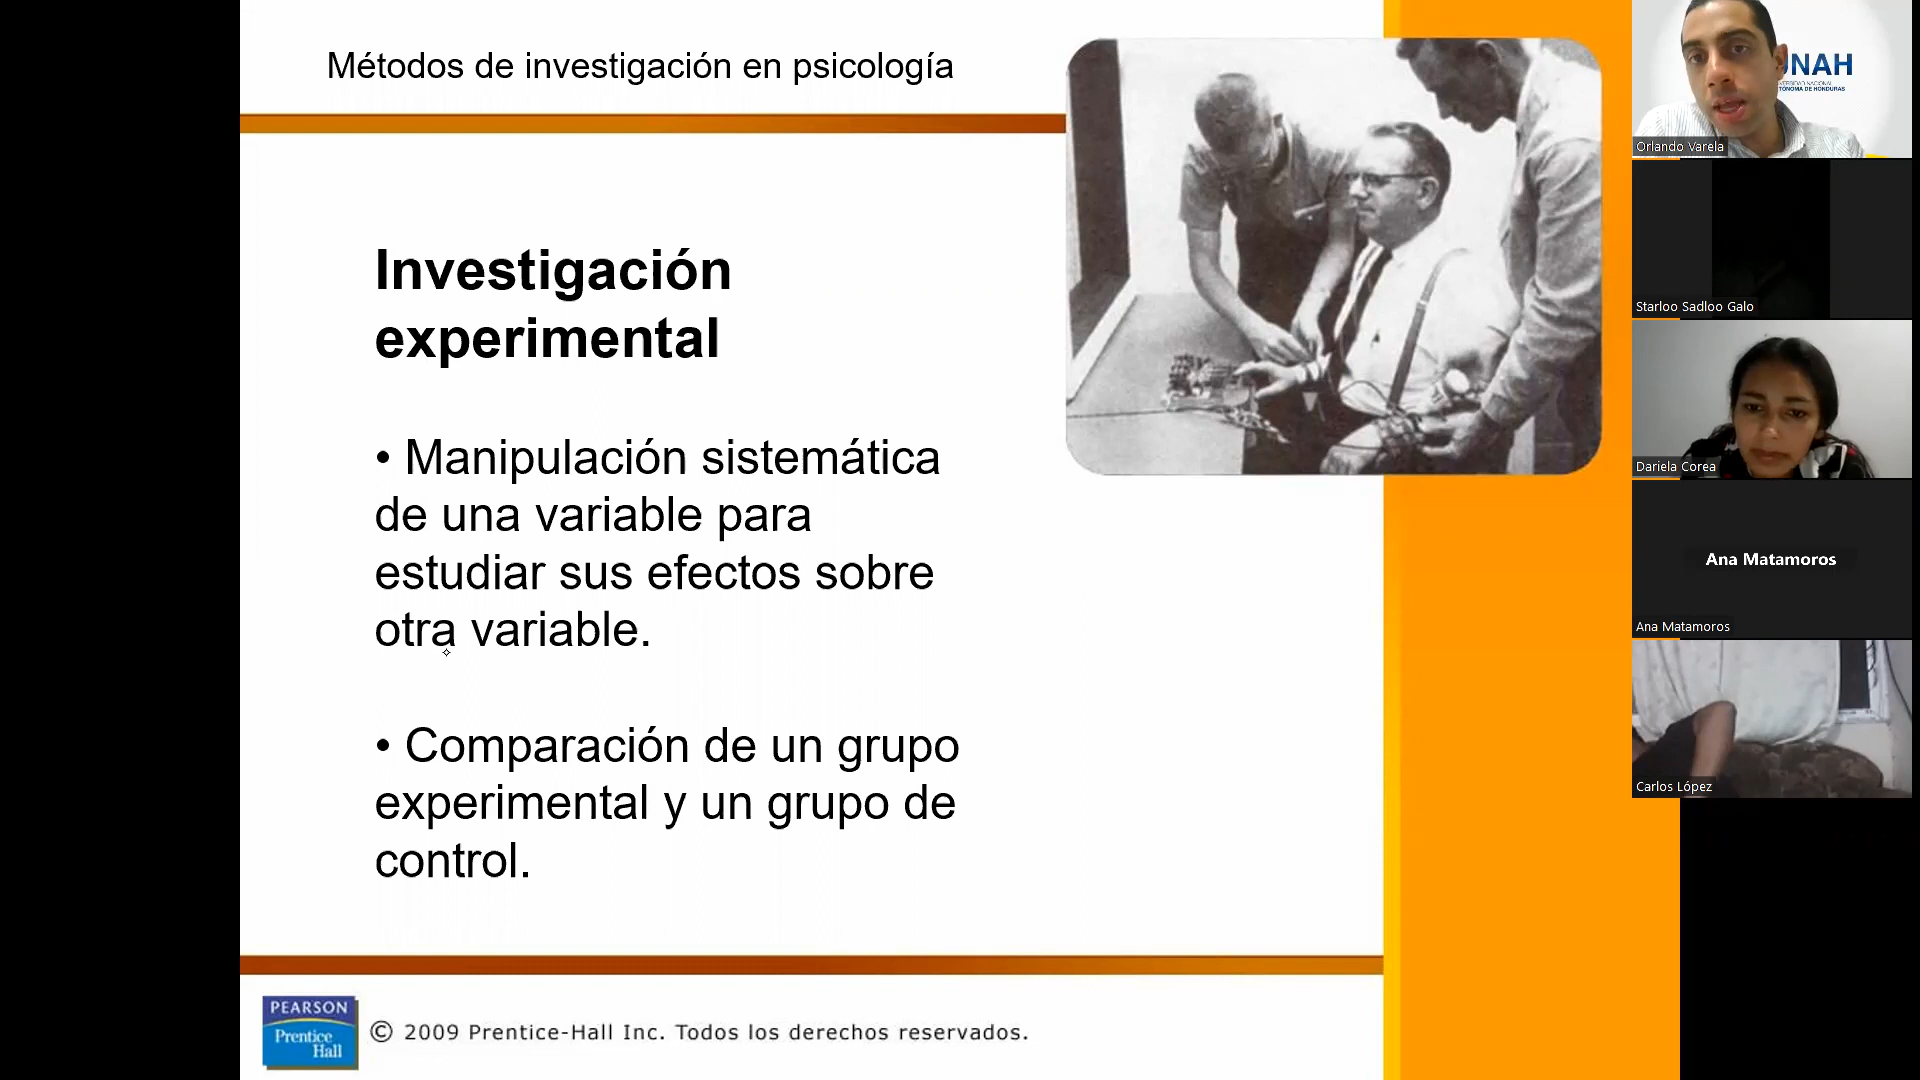 Métodos de investigación en psicología
Investigación
experimental
• Manipulación sistemática
de una variable para
estudiar sus efectos sobre
otra variable.
• Comparación de un grupo
experimental y un grupo de
control.
PEARSON
Prentice
Hall
© 2009 Prentice-Hall Inc. Todos los derechos reservados.
UNAH
Orlando Varela
Starloo Sadloo Galo
Dariela Corea
Ana Matamoros
Ana Matamoros
Carlos López